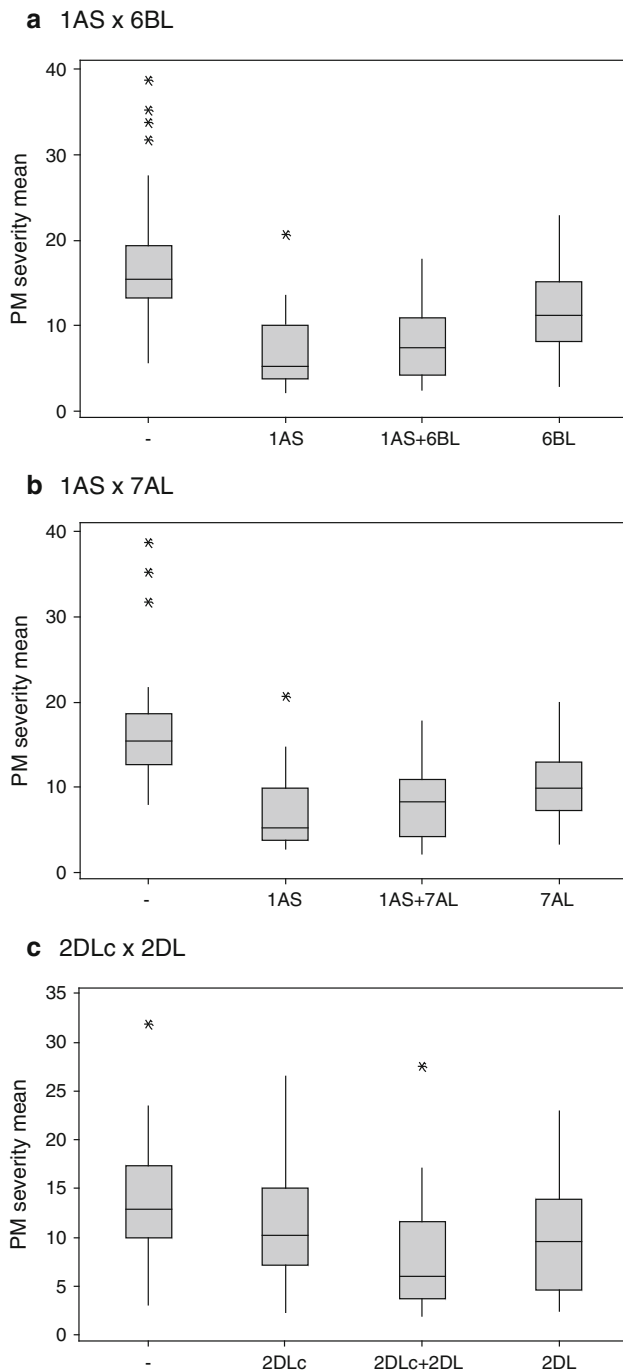 a 1AS x 6BL
PM severity mean
40
30
20
10
0
- 1AS 1AS+6BL 6BL
b 1AS x 7AL
PM severity mean
40
30
20
10
0
- 1AS 1AS+7AL 7AL
c 2DLc x 2DL
PM severity mean
35
30
25
20
15
10
5
0
- 2DLc 2DLc+2DL 2DL